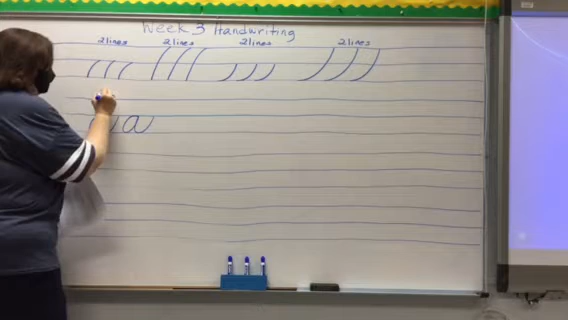 Week 3 Handwriting
2 lines 2 lines 2 lines 2 lines
a